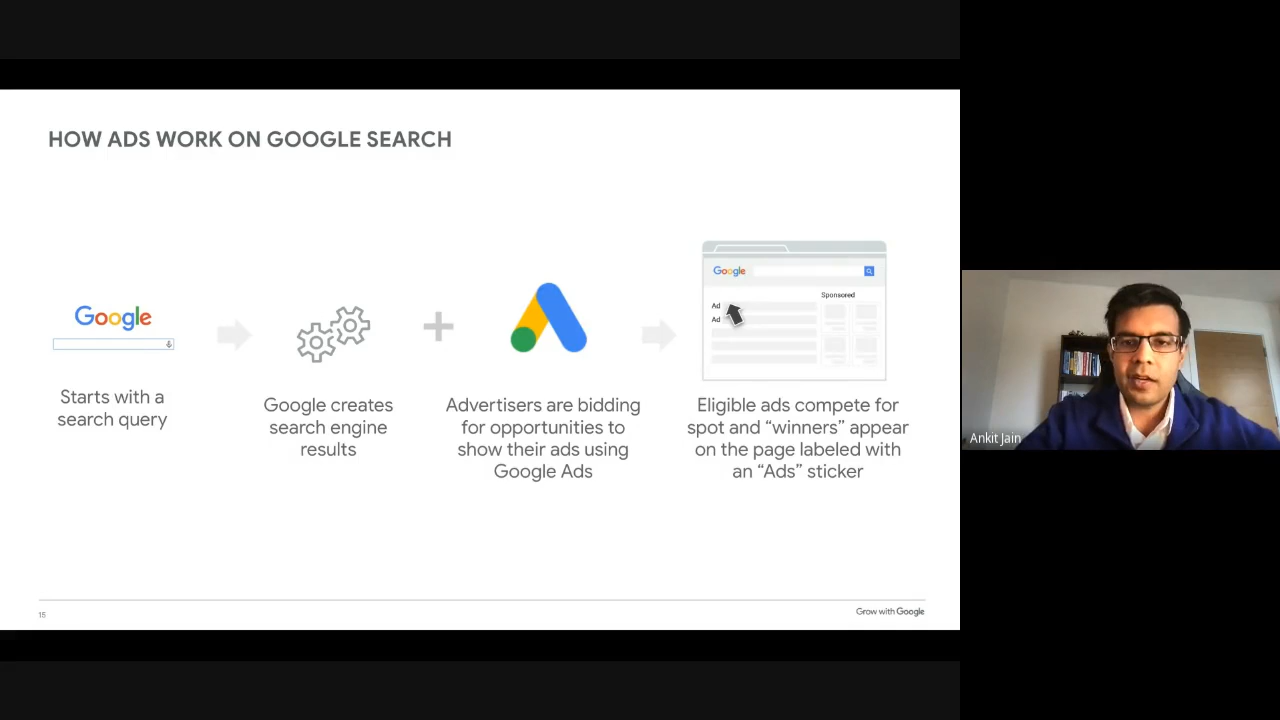 HOW ADS WORK ON GOOGLE SEARCH
Google
Starts with a
search query
Google creates
search engine
results
Advertisers are bidding
for opportunities to
show their ads using
Google Ads
Google
Sponsored
Ad
Ad
Eligible ads compete for
spot and “winners” appear
on the page labeled with
an “Ads” sticker
15
Grow with Google
Ankit Jain